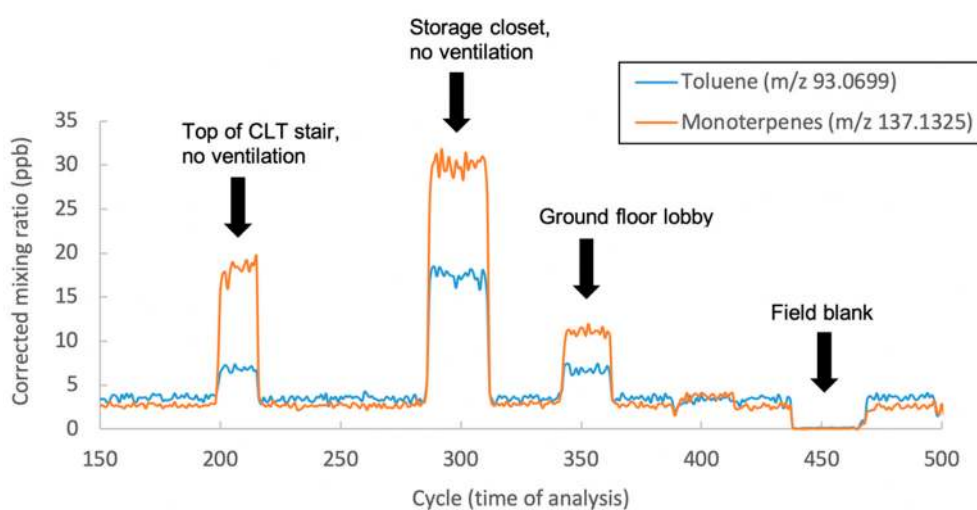 Storage closet,
no ventilation
Toluene (m/z 93.0699)
Monoterpenes (m/z 137.1325)
Top of CLT stair,
no ventilation
Ground floor lobby
Field blank
Corrected mixing ratio (ppb)
35
30
25
20
15
10
5
0
150 200 250 300 350 400 450 500
Cycle (time of analysis)